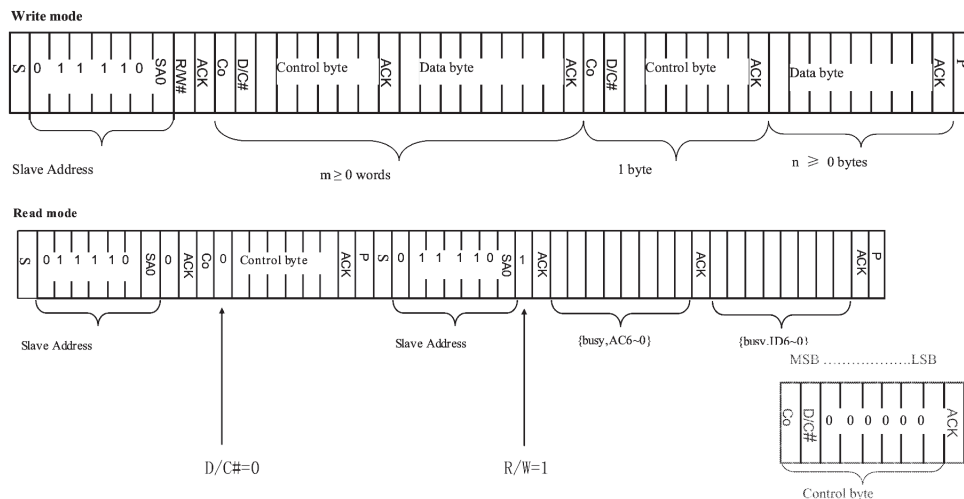 Write mode
S 0 1 1 1 1 0 SA0 R/W# ACK Co D/C# Control byte ACK Data byte ACK Co D/C# Control byte ACK Data byte ACK P
Slave Address
m ≥ 0 words
1 byte
n ≥ 0 bytes
Read mode
S 0 1 1 1 1 0 SA0 0 ACK Co 0 Control byte ACK P S 0 1 1 1 1 0 SA0 1 ACK ACK ACK P
Slave Address
Slave Address
{busy,AC6~0}
{busy,ID6~0}
MSB ....................LSB
Co D/C# 0 0 0 0 0 0 ACK
D/C#=0
R/W=1
Control byte